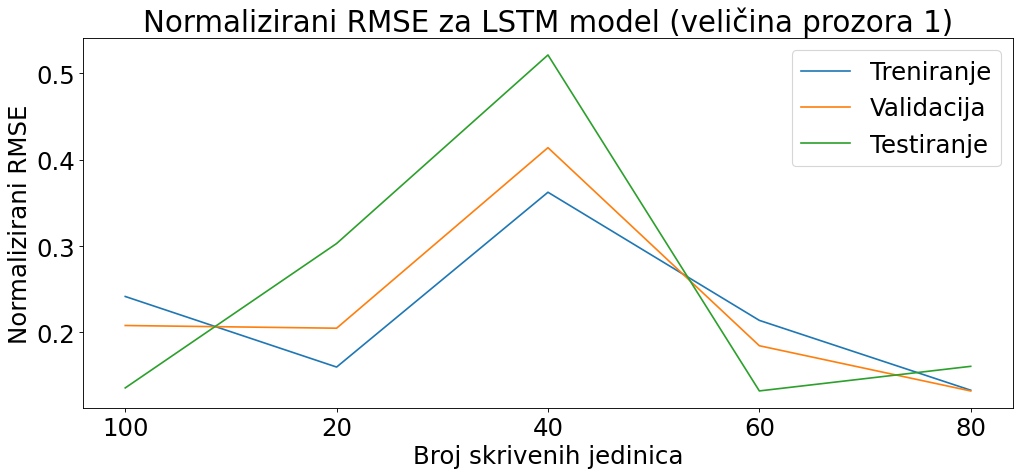 Normalizirani RMSE za LSTM model (veličina prozora 1)
Normalizirani RMSE
0.5
0.4
0.3
0.2
Treniranje
Validacija
Testiranje
100 20 40 60 80
Broj skrivenih jedinica